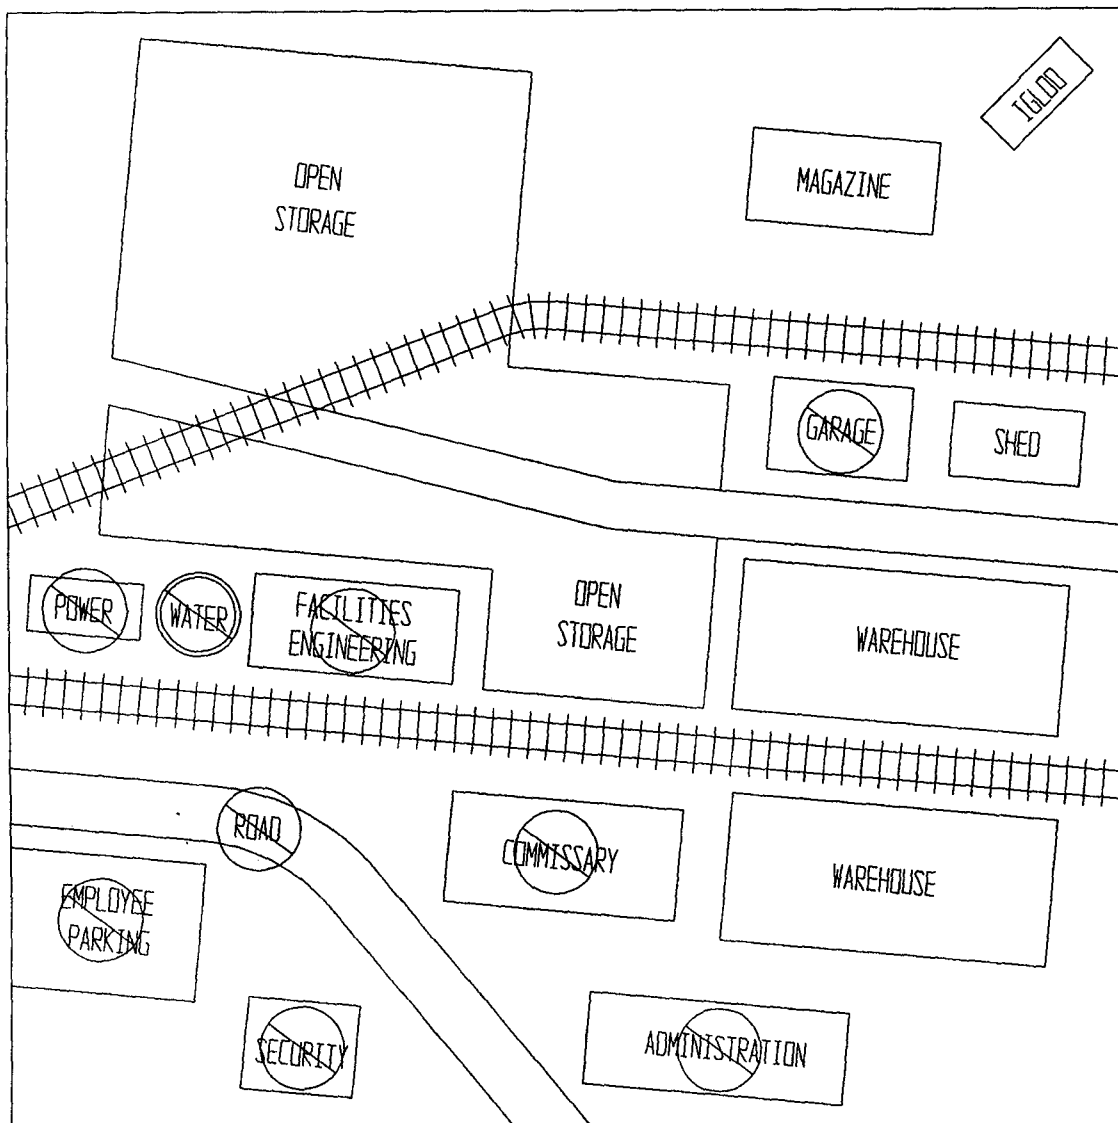 IGLOO
OPEN
STORAGE
MAGAZINE
GARAGE
SHED
POWER
WATER
FACILITIES
ENGINEERING
OPEN
STORAGE
WAREHOUSE
ROAD
COMMISSARY
WAREHOUSE
EMPLOYEE
PARKING
SECURITY
ADMINISTRATION